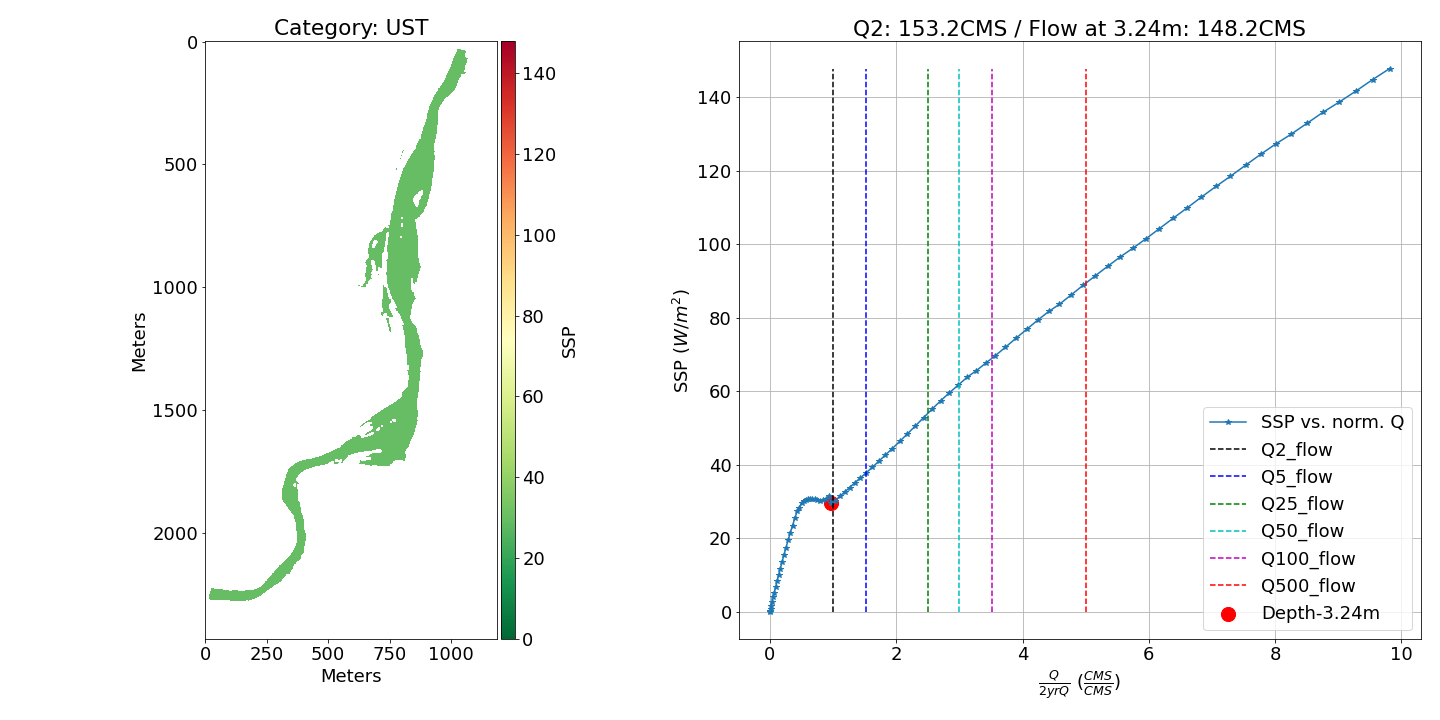 Category: UST
0
500
1000
1500
2000
Meters
0 250 500 750 1000
Meters
140
120
100
80
60
40
20
0
SSP
Q2: 153.2CMS / Flow at 3.24m: 148.2CMS
140
120
100
80
60
40
20
0
SSP (W/m²)
0 2 4 6 8 10
Q/2yrQ (CMS/CMS)
SSP vs. norm. Q
Q2_flow
Q5_flow
Q25_flow
Q50_flow
Q100_flow
Q500_flow
Depth-3.24m